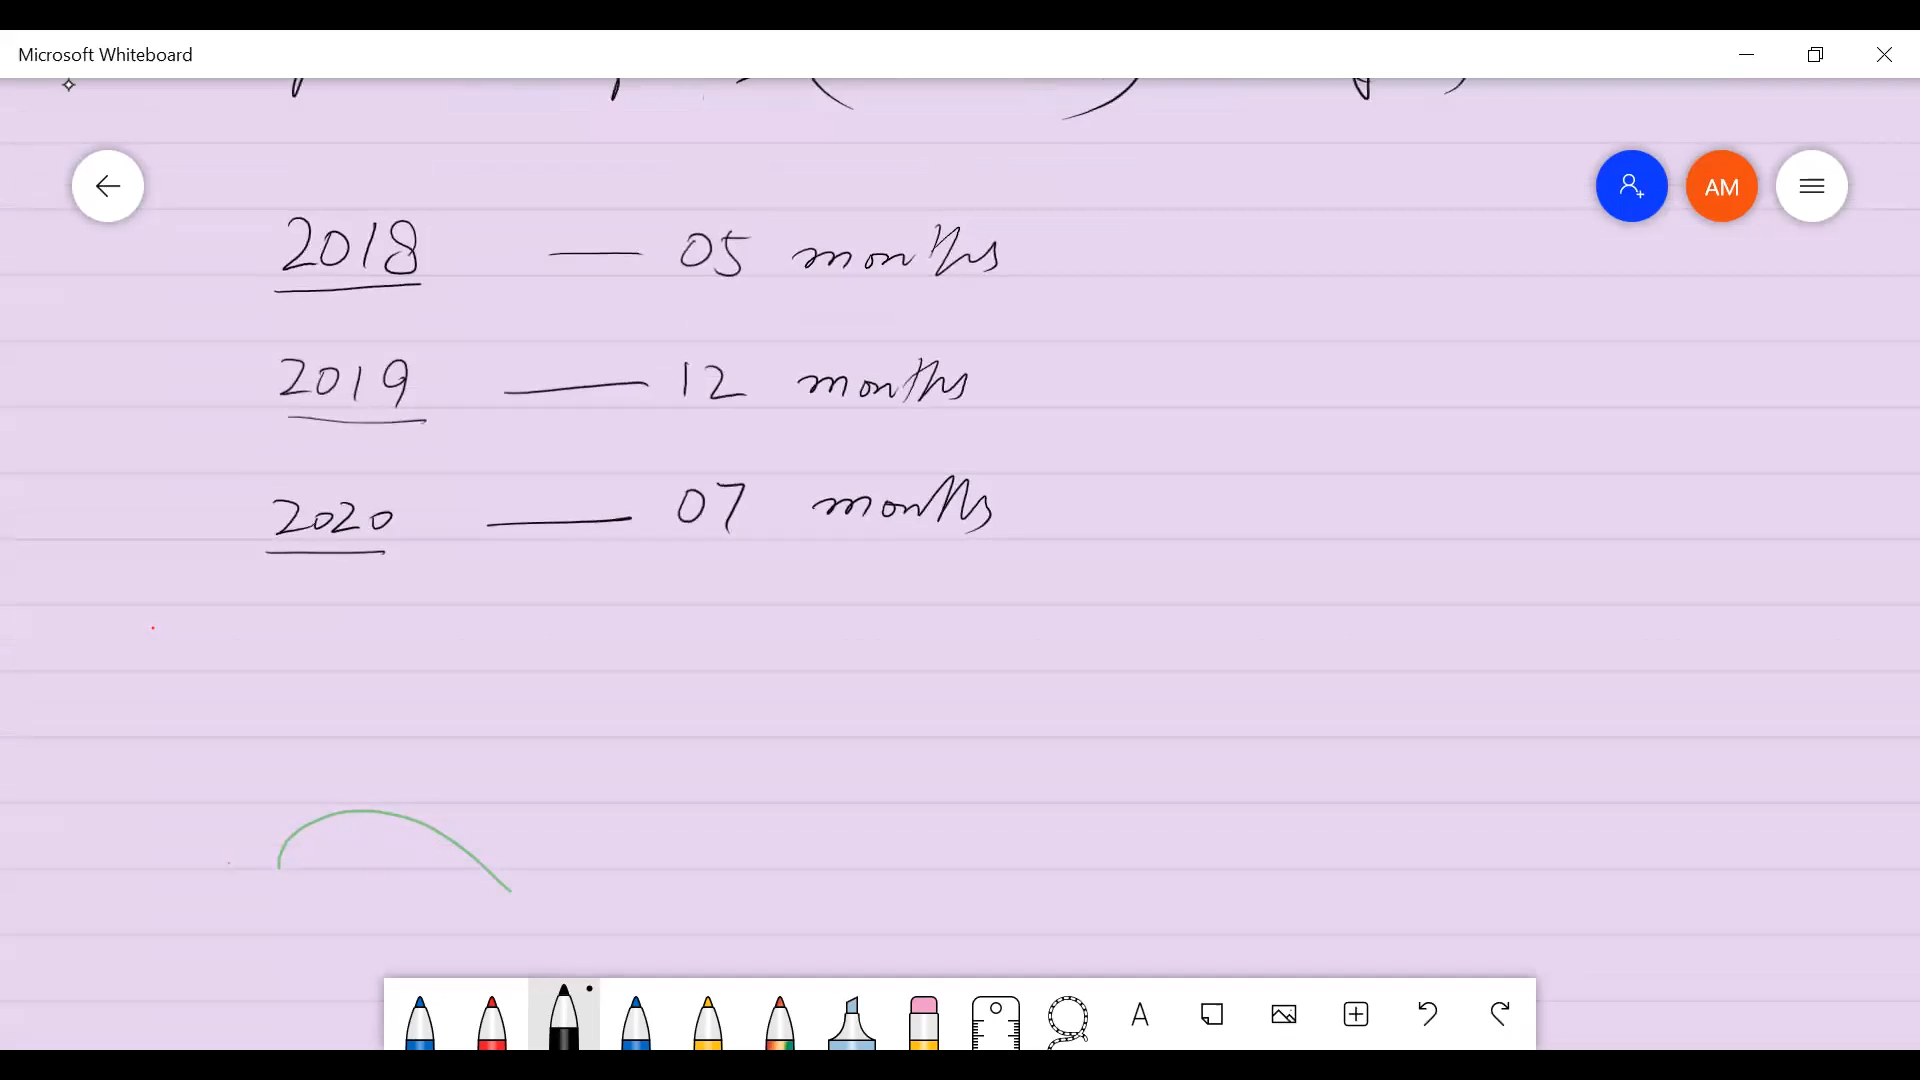 Microsoft Whiteboard
AM
2018 — 05 months
2019 — 12 months
2020 — 07 months
A